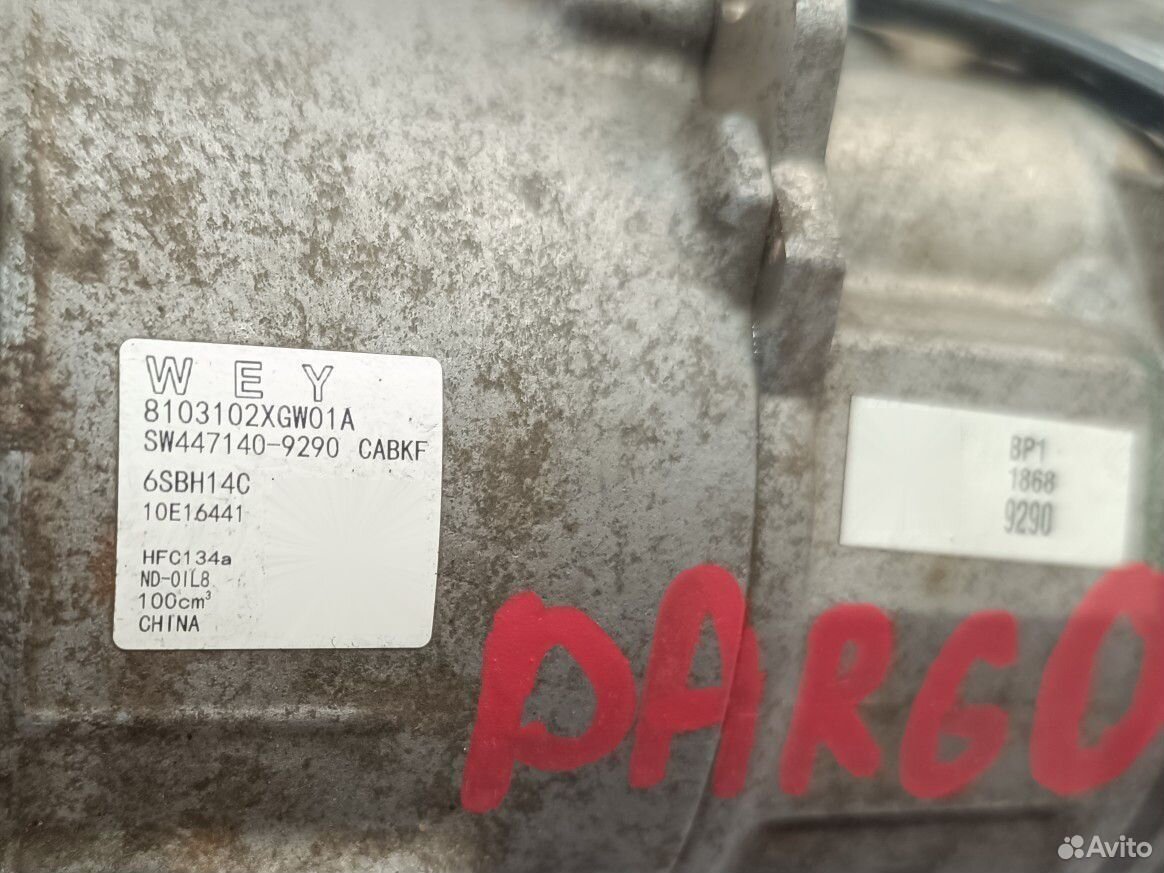 WEY
8103102XGW01A
SW447140-9290 CABKF
6SBH14C
10E16441
HFC134a
ND-OIL8
100cm³
CHINA
BP1
1868
9290
PARGO
Avito